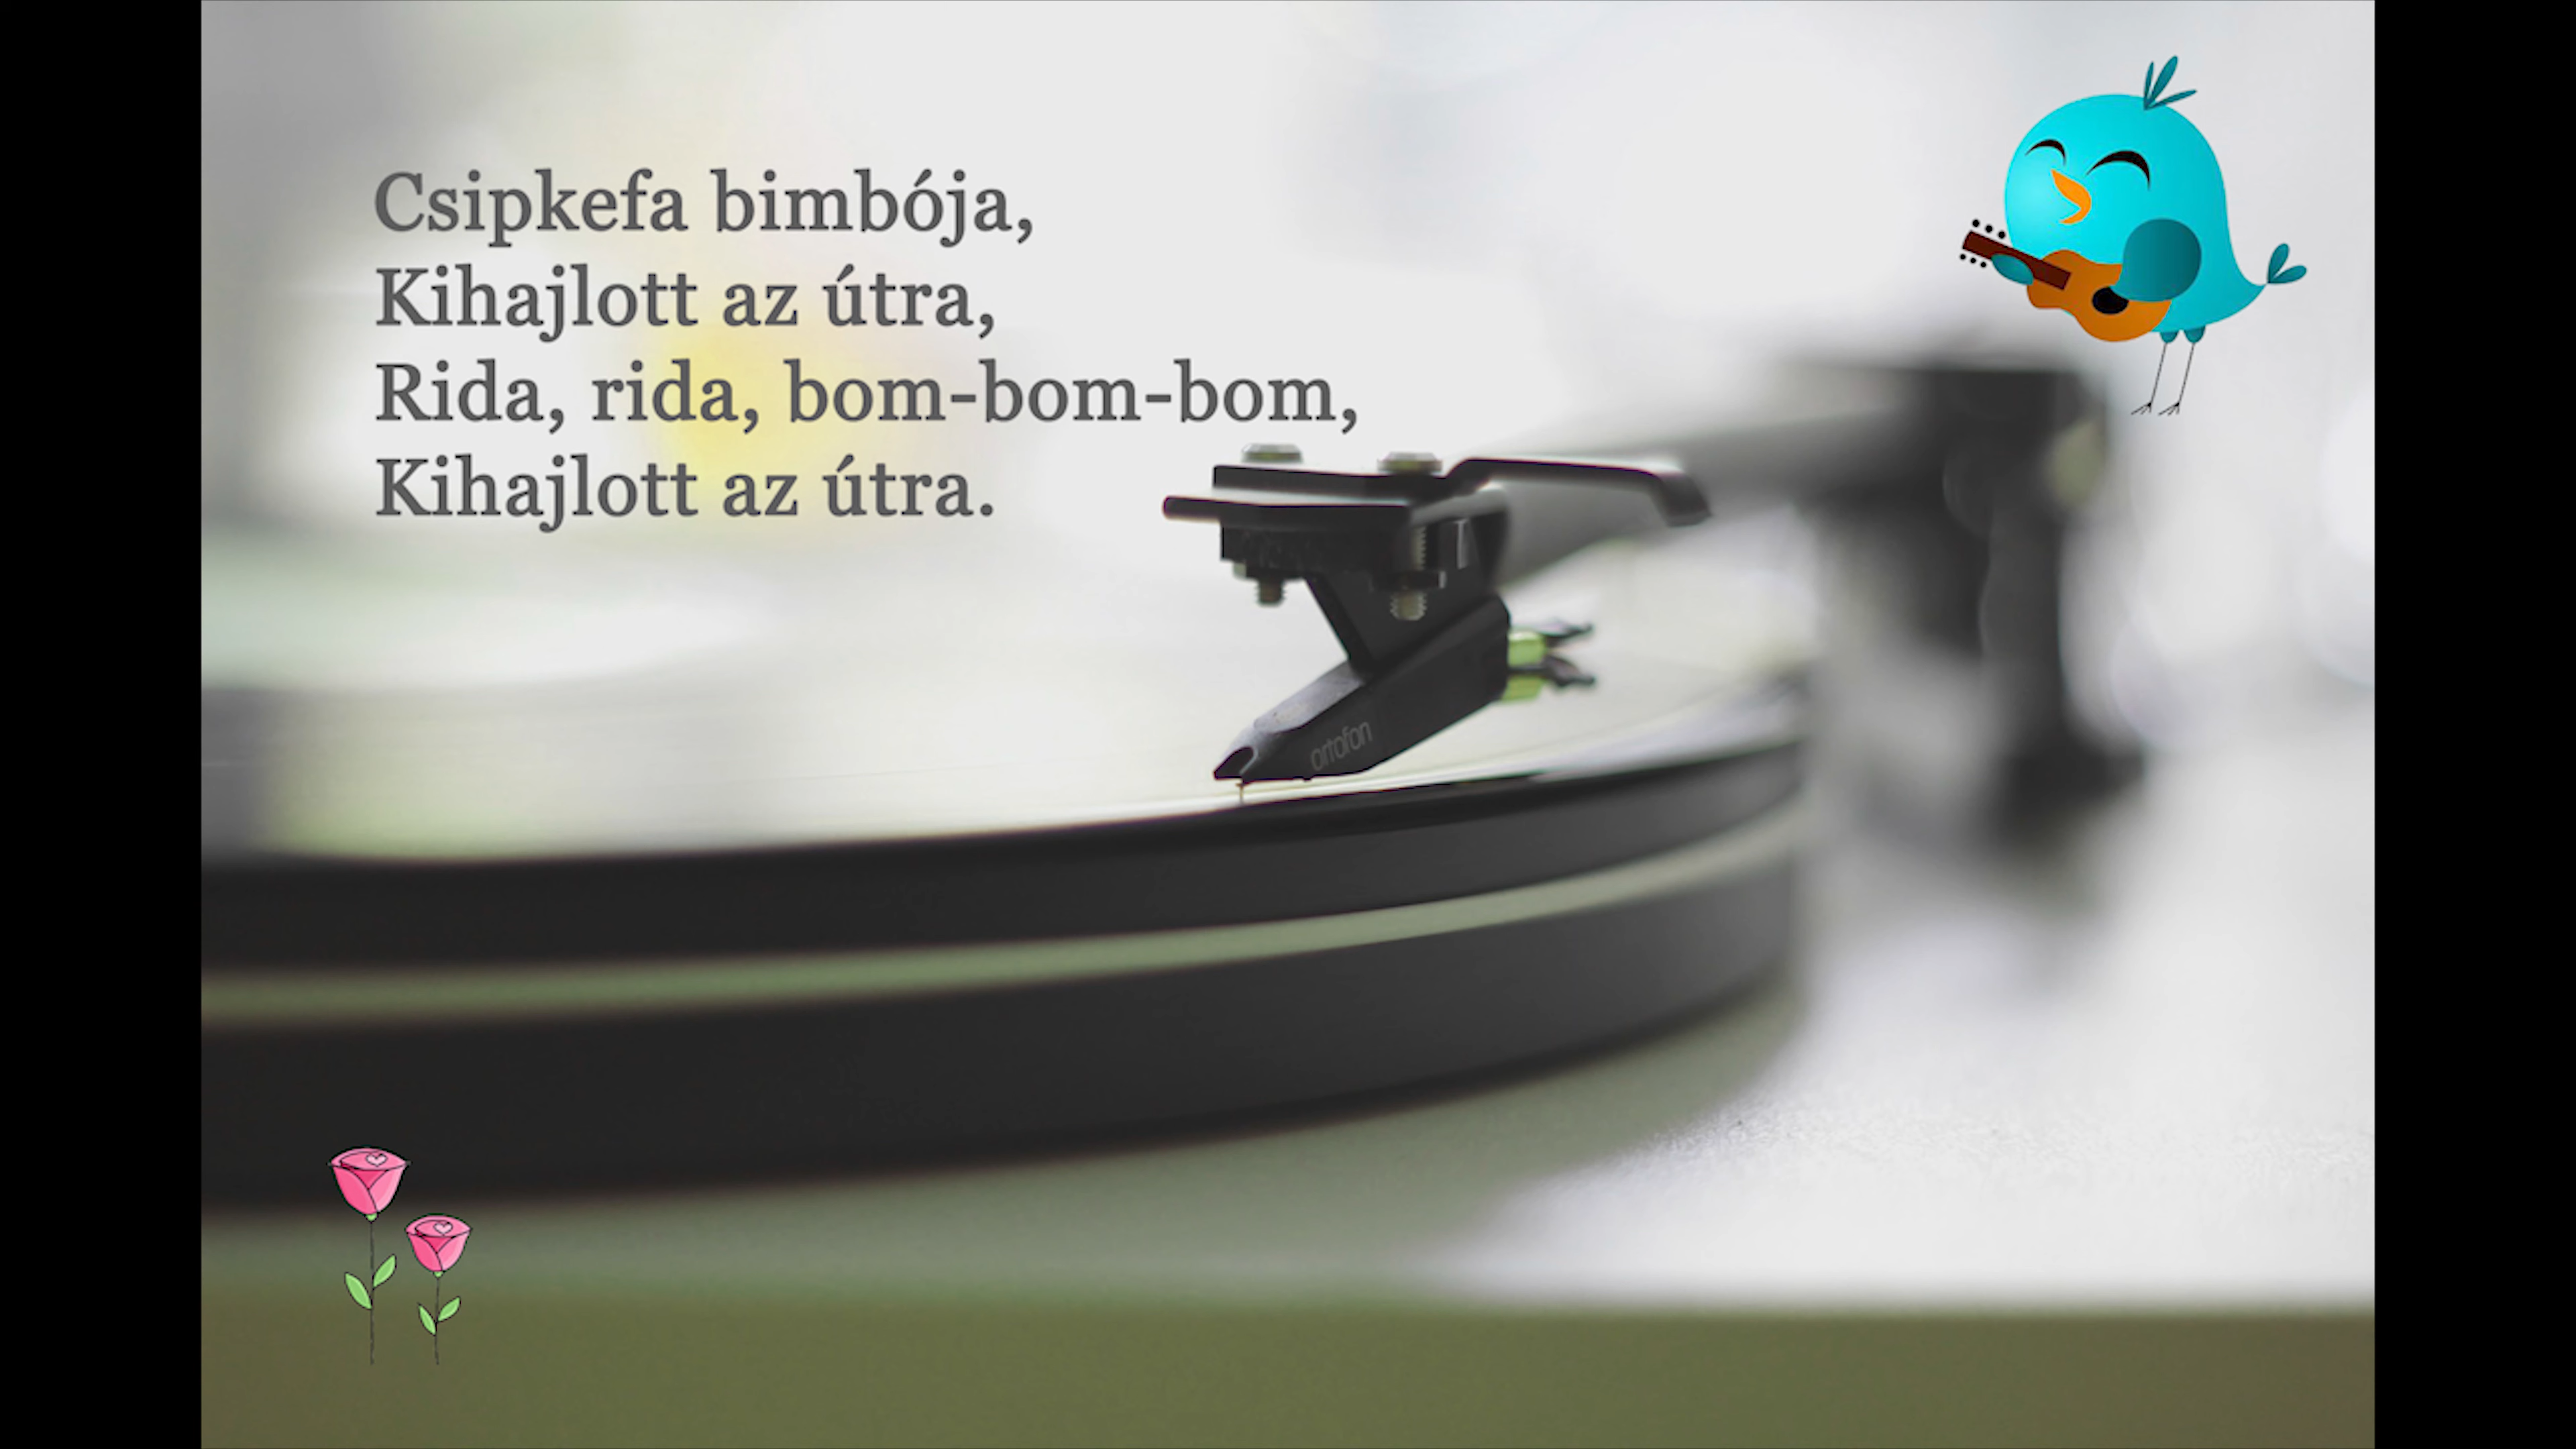 Csipkefa bimbója,
Kihajlott az útra,
Rida, rida, bom-bom-bom,
Kihajlott az útra.
ortofon